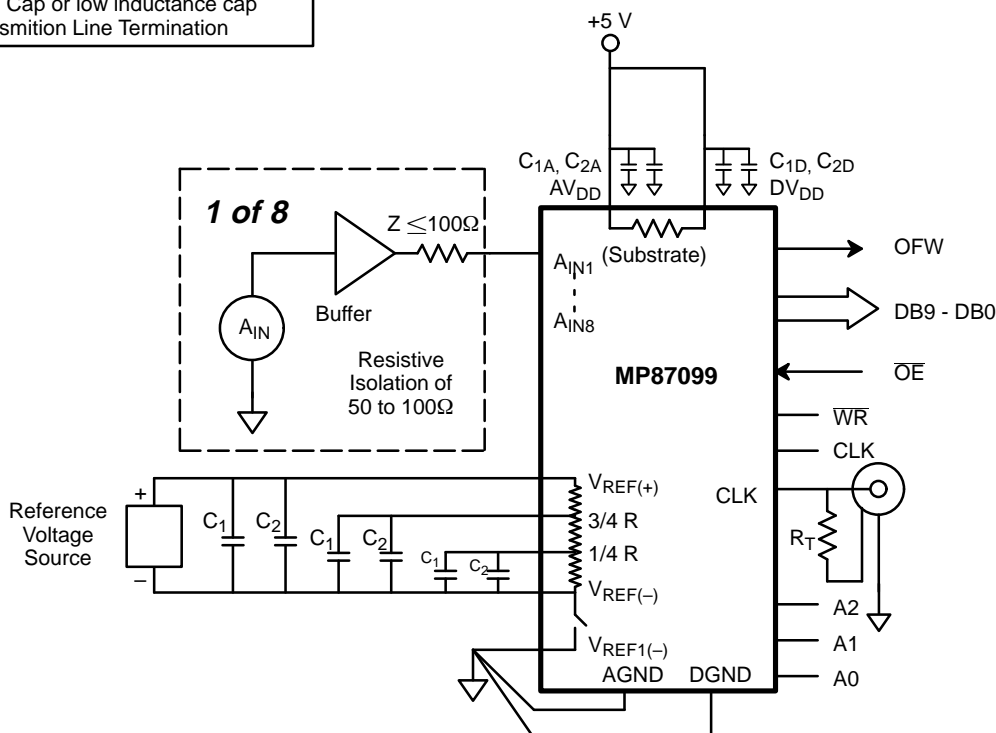 Cap or low inductance cap
smition Line Termination
+5 V
C1A, C2A
AVDD
C1D, C2D
DVDD
1 of 8
Z ≤100Ω
Buffer
AIN
Resistive
Isolation of
50 to 100Ω
(Substrate)
AIN1
AIN8
MP87099
OFW
DB9 - DB0
OE
WR
CLK
CLK
RT
A2
A1
A0
Reference
Voltage
Source
+
–
C1
C2
C1
C2
C1
C2
VREF(+)
3/4 R
1/4 R
VREF(–)
VREF1(–)
AGND
DGND